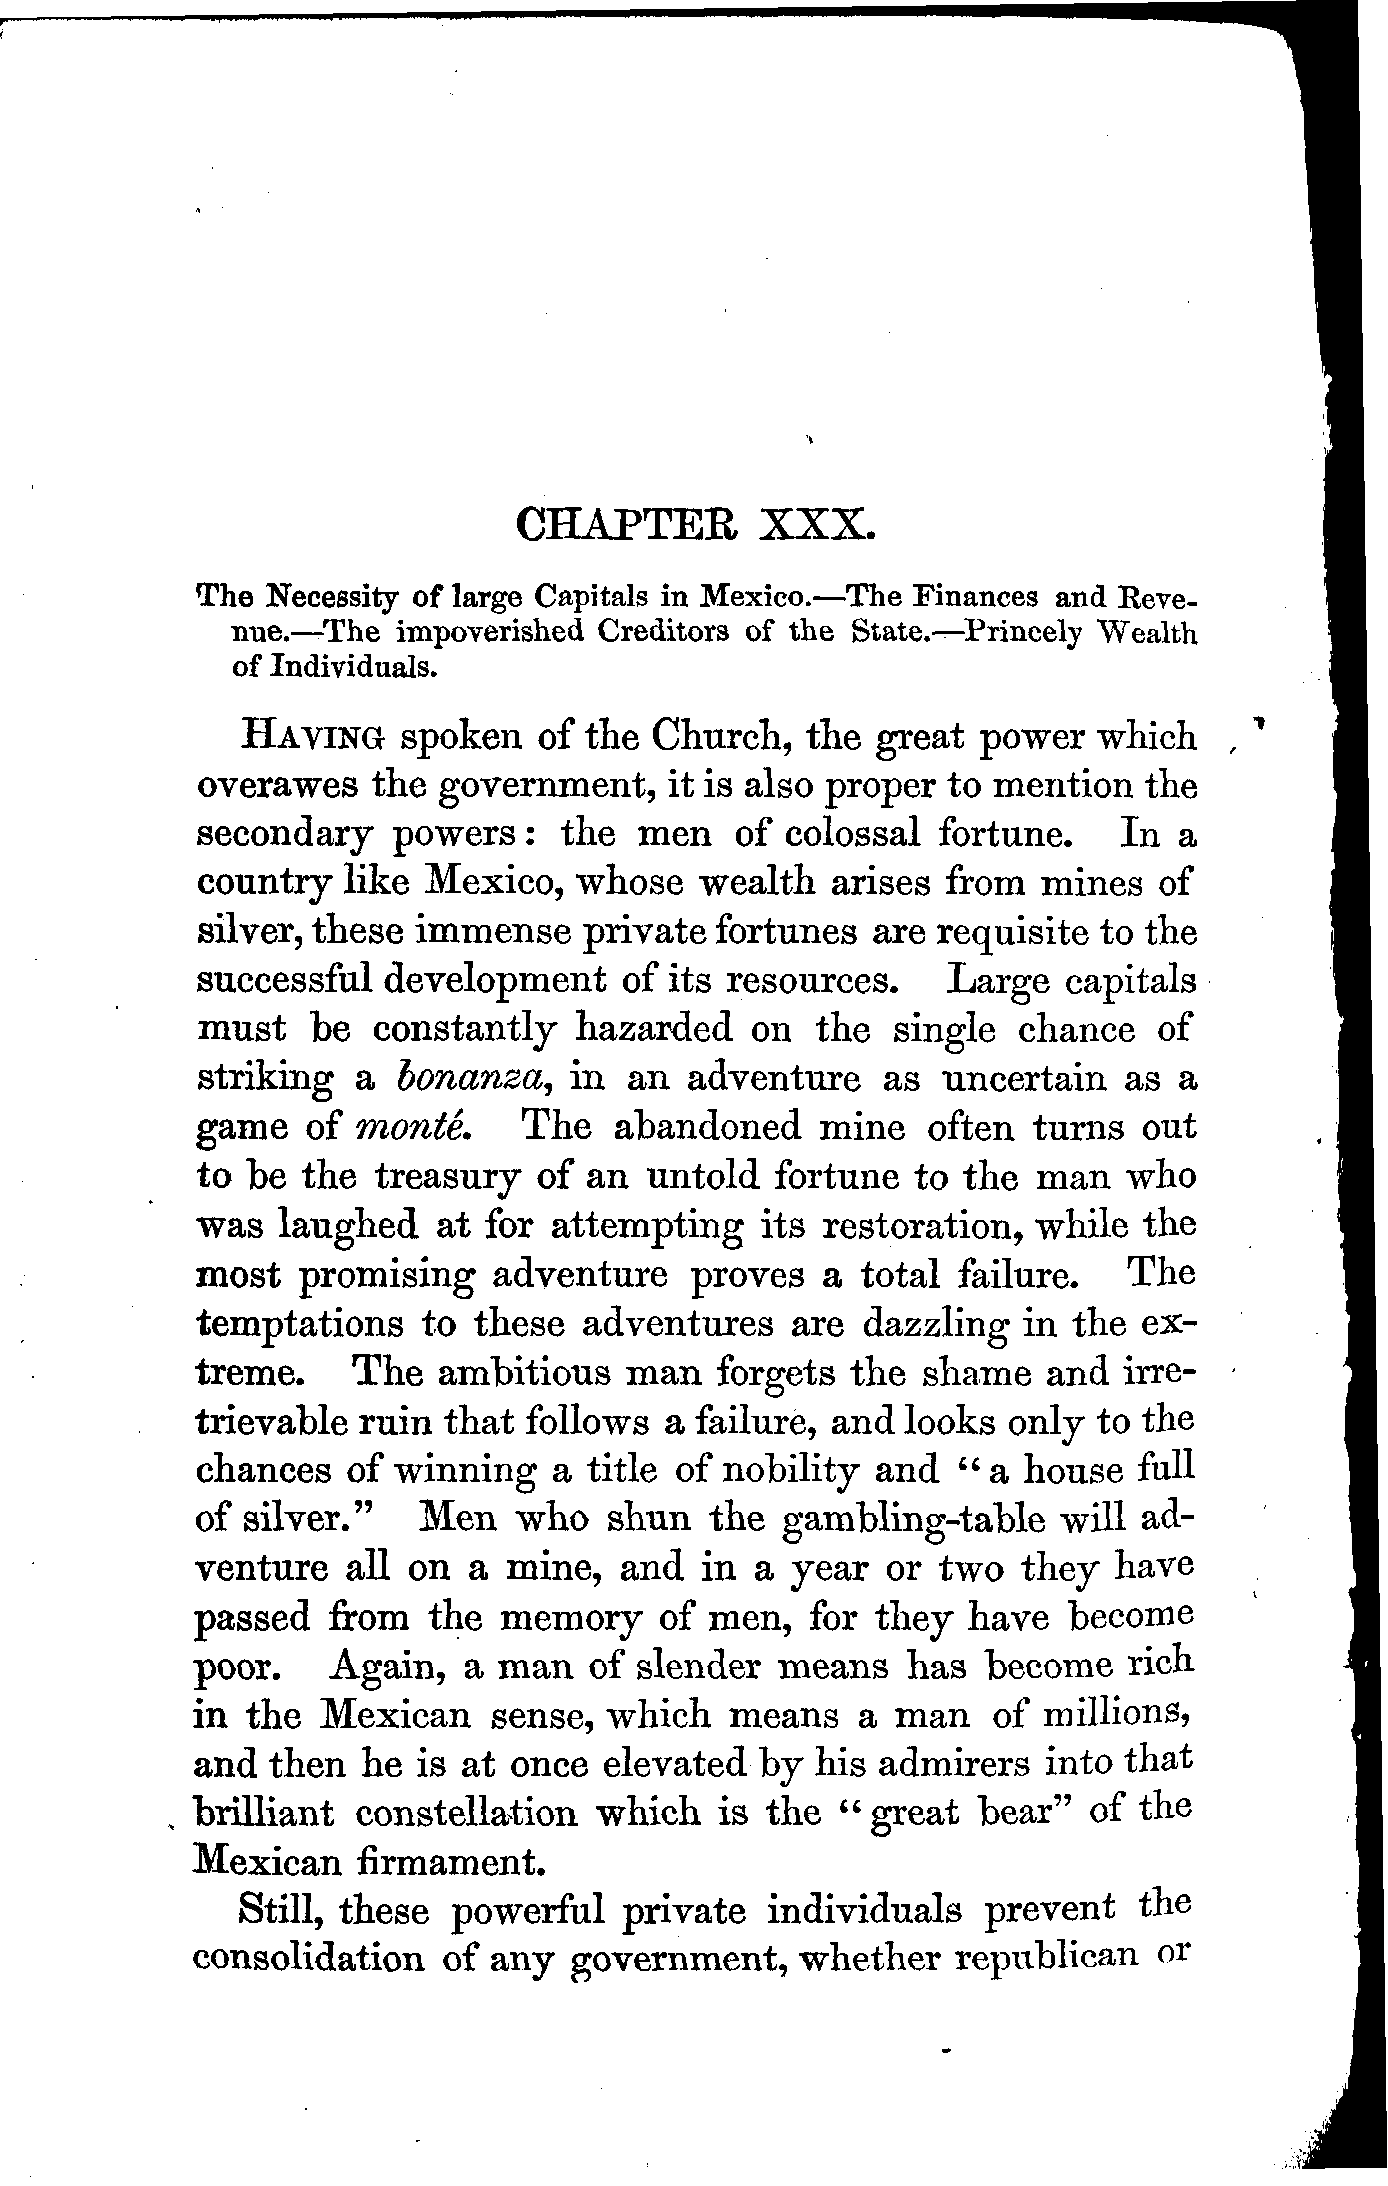 CHAPTER XXX.
The Necessity of large Capitals in Mexico.—The Finances and Reve-
nue.—The impoverished Creditors of the State.—Princely Wealth
of Individuals.
HAVING spoken of the Church, the great power which
overawes the government, it is also proper to mention the
secondary powers: the men of colossal fortune. In a
country like Mexico, whose wealth arises from mines of
silver, these immense private fortunes are requisite to the
successful development of its resources. Large capitals
must be constantly hazarded on the single chance of
striking a bonanza, in an adventure as uncertain as a
game of monté. The abandoned mine often turns out
to be the treasury of an untold fortune to the man who
was laughed at for attempting its restoration, while the
most promising adventure proves a total failure. The
temptations to these adventures are dazzling in the ex-
treme. The ambitious man forgets the shame and irre-
trievable ruin that follows a failure, and looks only to the
chances of winning a title of nobility and “a house full
of silver.” Men who shun the gambling-table will ad-
venture all on a mine, and in a year or two they have
passed from the memory of men, for they have become
poor. Again, a man of slender means has become rich
in the Mexican sense, which means a man of millions,
and then he is at once elevated by his admirers into that
brilliant constellation which is the “great bear” of the
Mexican firmament.
Still, these powerful private individuals prevent the
consolidation of any government, whether republican or